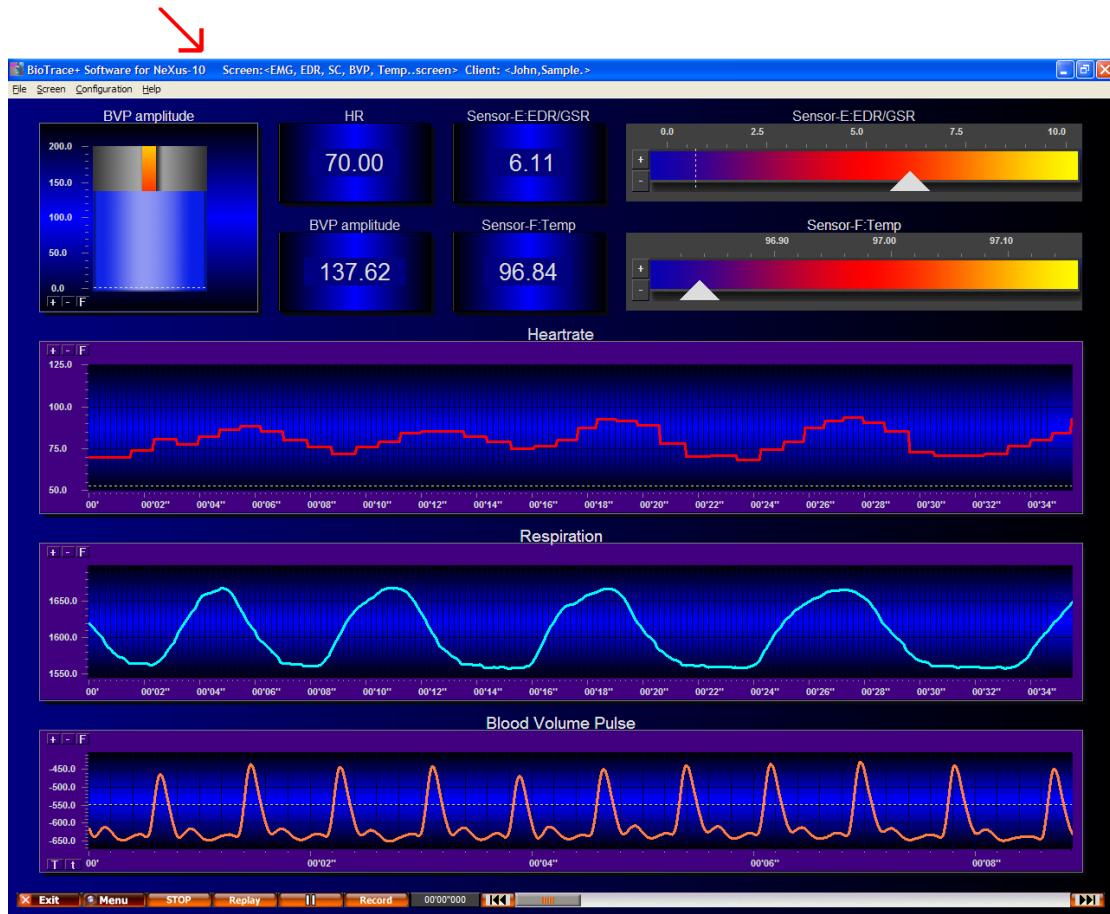 BioTrace+ Software for NeXus-10 Screen:<EMG, EDR, SC, BVP, Temp..screen> Client: <John,Sample.>
File Screen Configuration Help
BVP amplitude
200.0
150.0
100.0
50.0
0.0
+ - F
HR
70.00
Sensor-E:EDR/GSR
6.11
BVP amplitude
137.62
Sensor-F:Temp
96.84
Sensor-E:EDR/GSR
0.0 2.5 5.0 7.5 10.0
+
-
Sensor-F:Temp
96.90 97.00 97.10
+
-
Heartrate
+ - F
125.0
100.0
75.0
50.0
00' 00'02" 00'04" 00'06" 00'08" 00'10" 00'12" 00'14" 00'16" 00'18" 00'20" 00'22" 00'24" 00'26" 00'28" 00'30" 00'32" 00'34"
Respiration
+ - F
1650.0
1600.0
1550.0
00' 00'02" 00'04" 00'06" 00'08" 00'10" 00'12" 00'14" 00'16" 00'18" 00'20" 00'22" 00'24" 00'26" 00'28" 00'30" 00'32" 00'34"
Blood Volume Pulse
+ - F
-450.0
-500.0
-550.0
-600.0
-650.0
T t 00' 00'02" 00'04" 00'06" 00'08"
Exit Menu STOP Replay Record 00'00"000